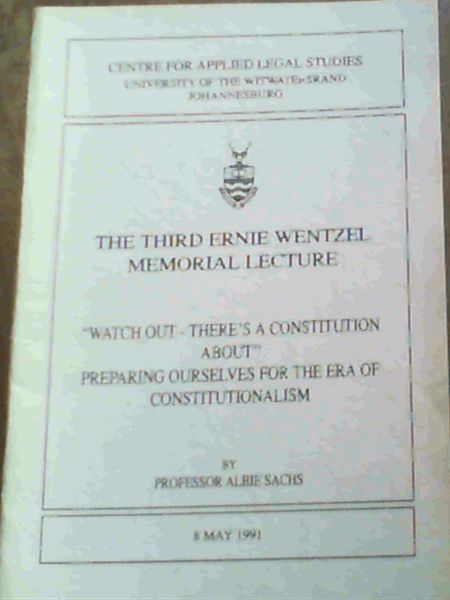 CENTRE FOR APPLIED LEGAL STUDIES
UNIVERSITY OF THE WITWATERSRAND
JOHANNESBURG
THE THIRD ERNIE WENTZEL
MEMORIAL LECTURE
"WATCH OUT - THERE'S A CONSTITUTION
ABOUT"
PREPARING OURSELVES FOR THE ERA OF
CONSTITUTIONALISM
BY
PROFESSOR ALBIE SACHS
8 MAY 1991